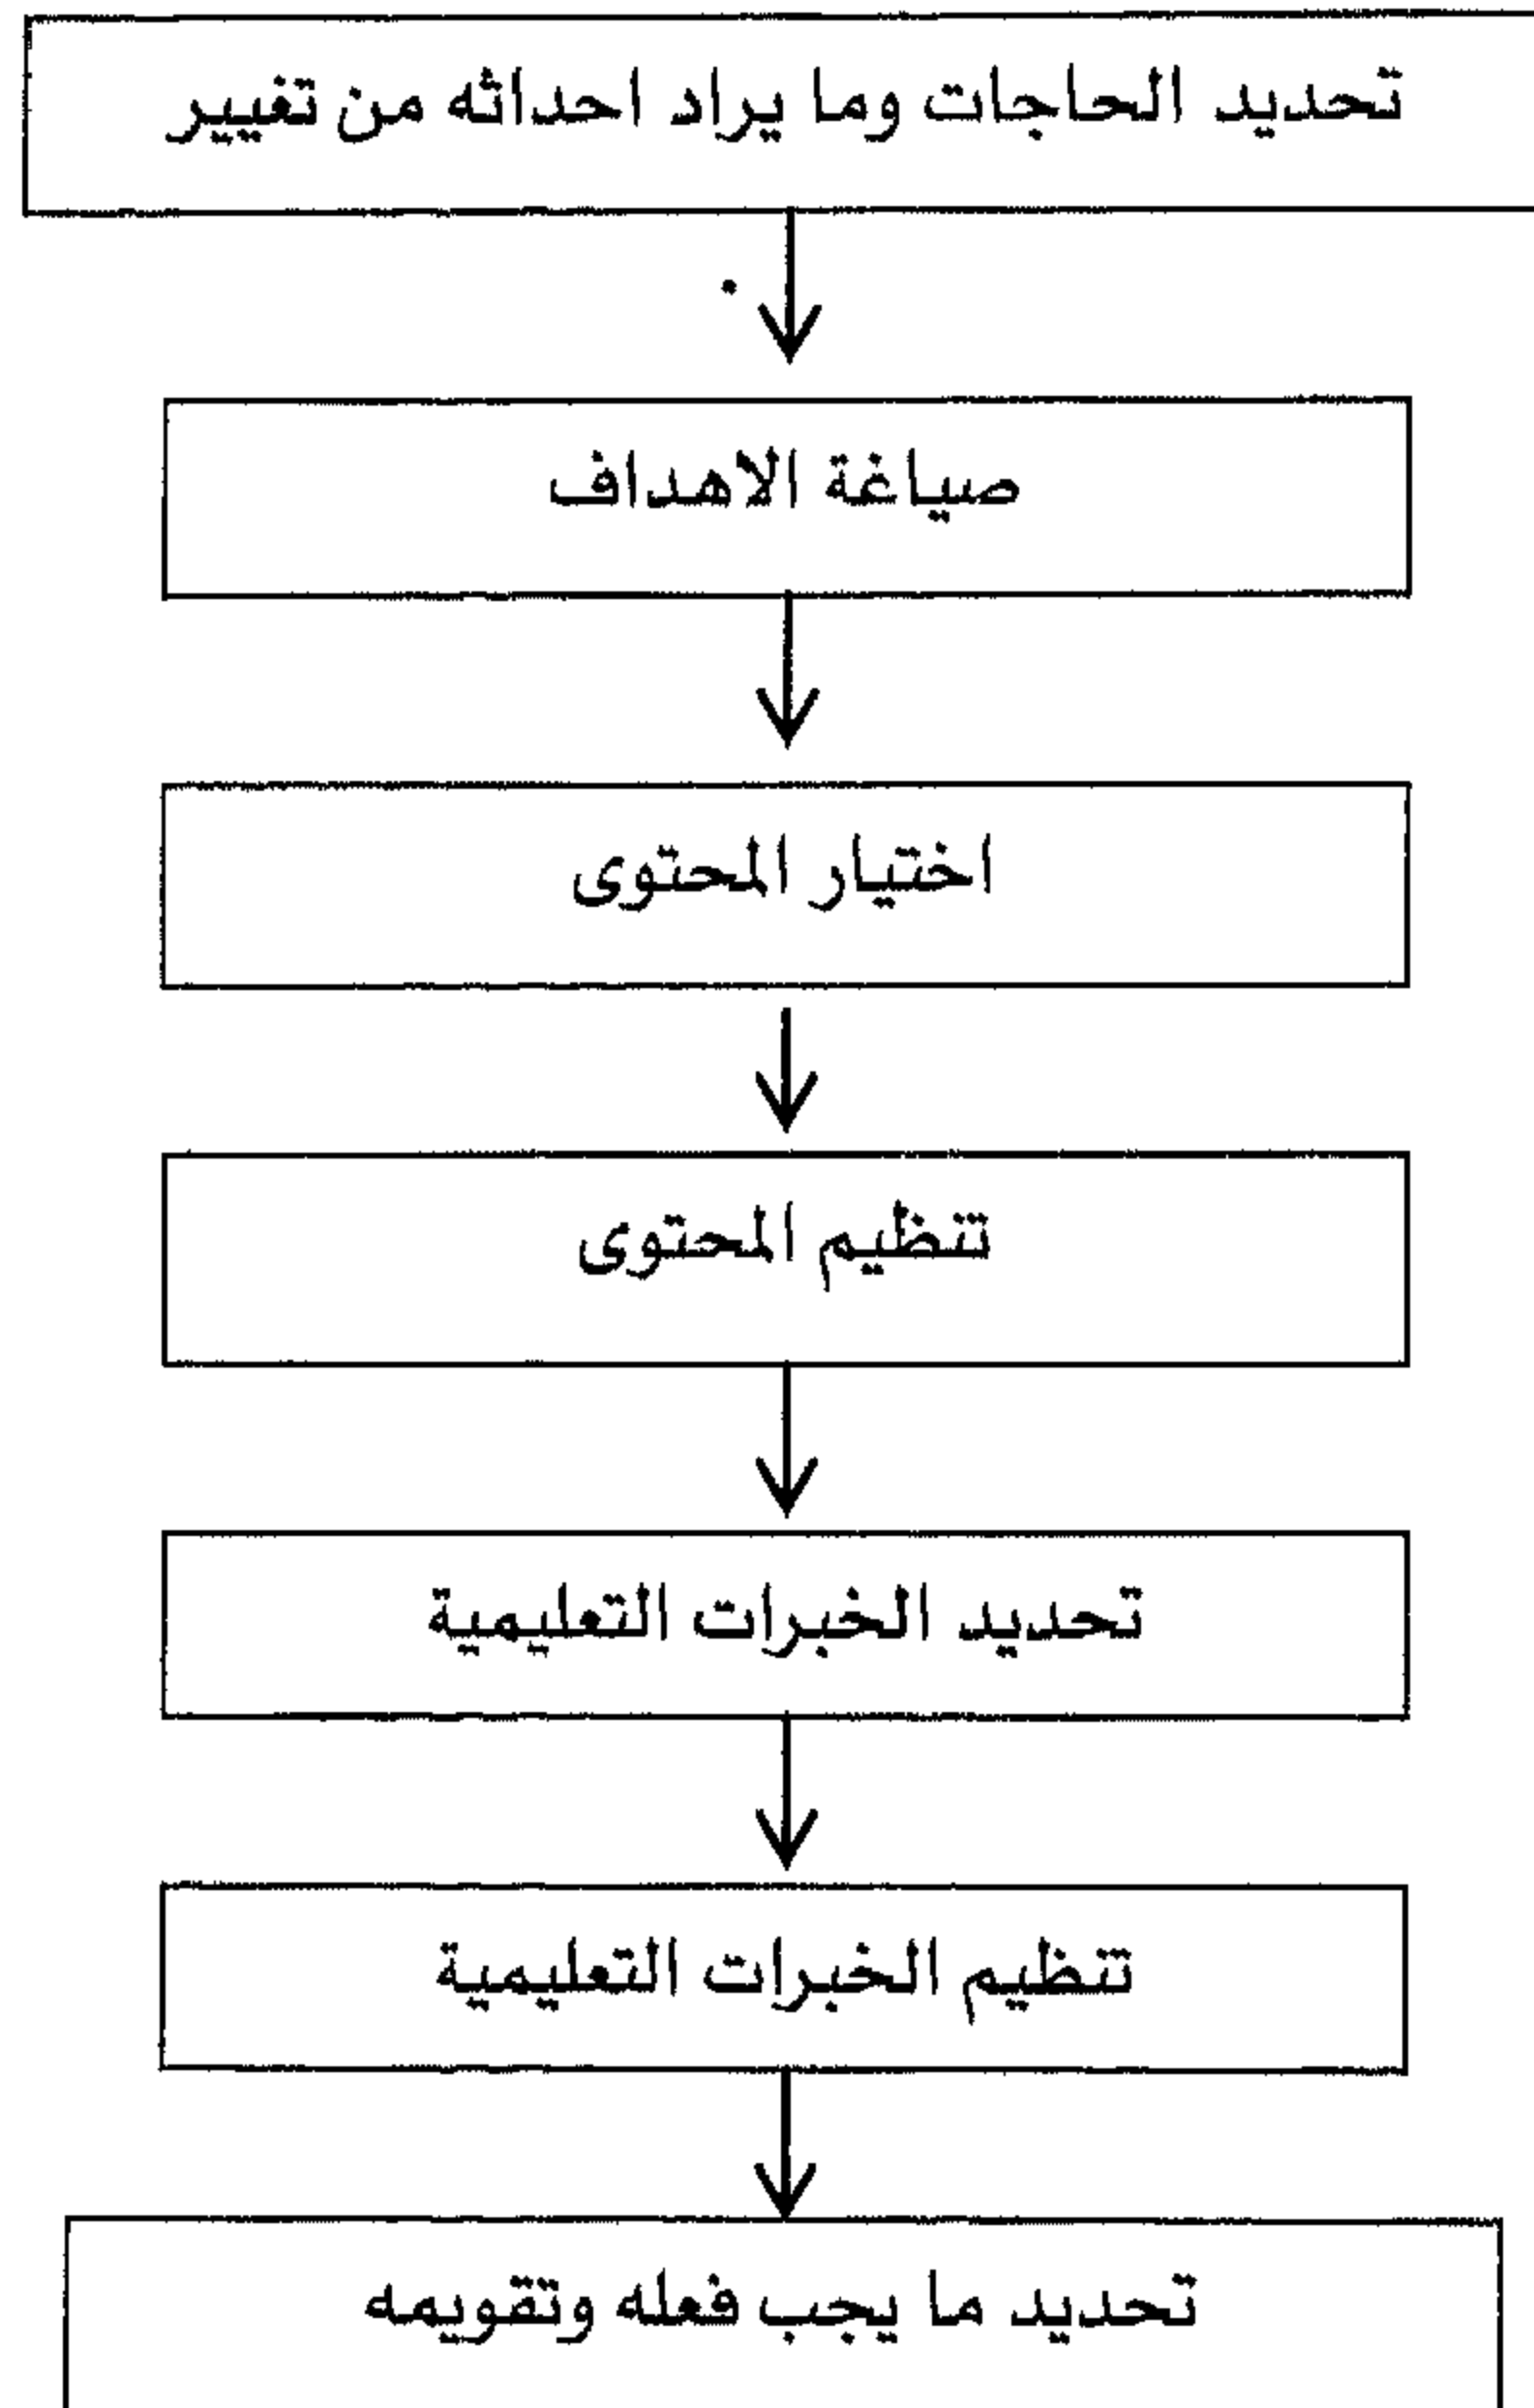 تحديد الحاجات وما يراد احداثه من تغيير
صياغة الاهداف
اختيار المحتوى
تنظيم المحتوى
تحديد الخبرات التعليمية
تنظيم الخبرات التعليمية
تحديد ما يجب فعله وتقويمه